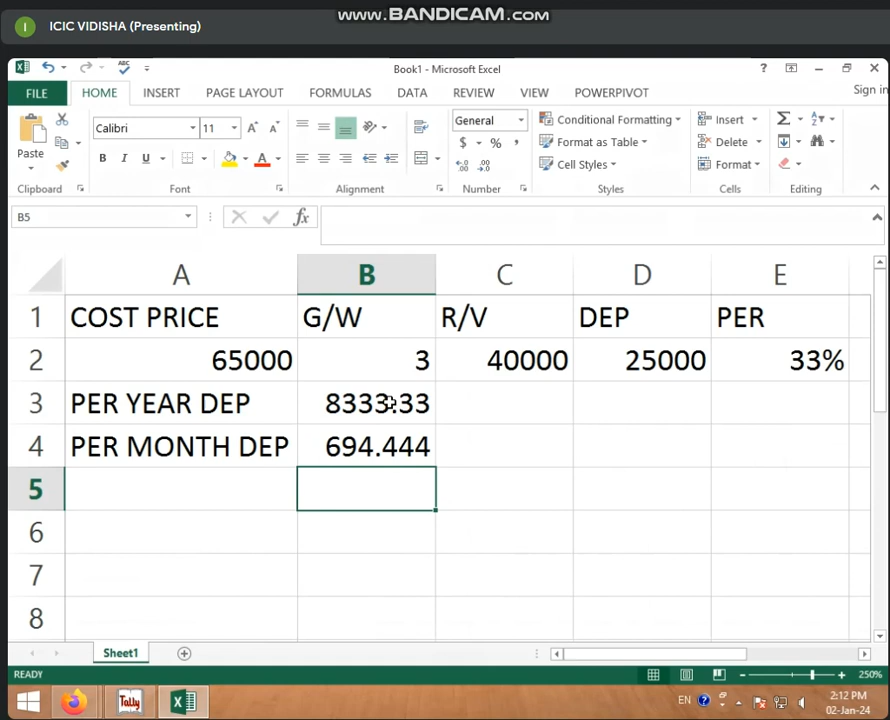 WWW.BANDICAM.COM
I ICIC VIDISHA (Presenting)
Book1 - Microsoft Excel
FILE HOME INSERT PAGE LAYOUT FORMULAS DATA REVIEW VIEW POWERPIVOT Sign in
Calibri 11 General Conditional Formatting Insert
Paste B I U $ % , Format as Table Delete
Cell Styles Format
Clipboard Font Alignment Number Styles Cells Editing
B5 fx
A B C D E
1 COST PRICE G/W R/V DEP PER
2 65000 3 40000 25000 33%
3 PER YEAR DEP 8333.33
4 PER MONTH DEP 694.444
5
6
7
8
Sheet1
READY 250%
Tally EN 2:12 PM
02-Jan-24